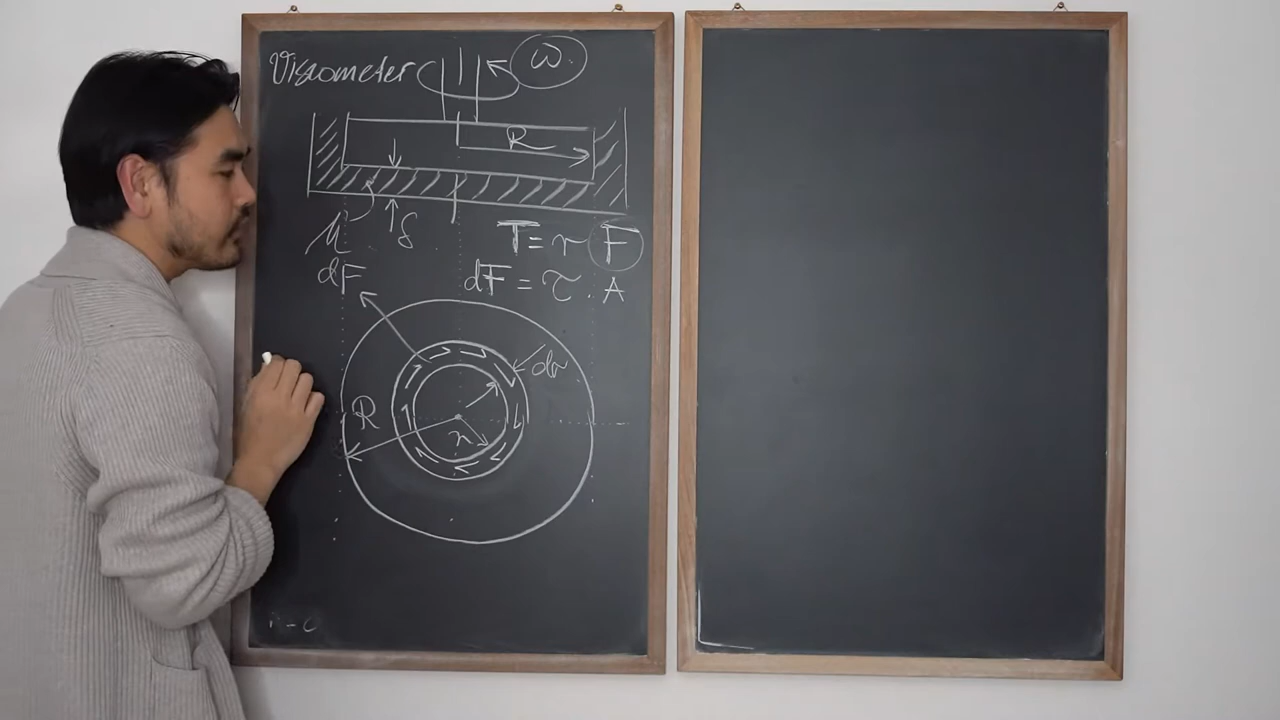 Viscometer ω.
R
μ δ
T = r F
dF dF = τ . A
dr
R
r